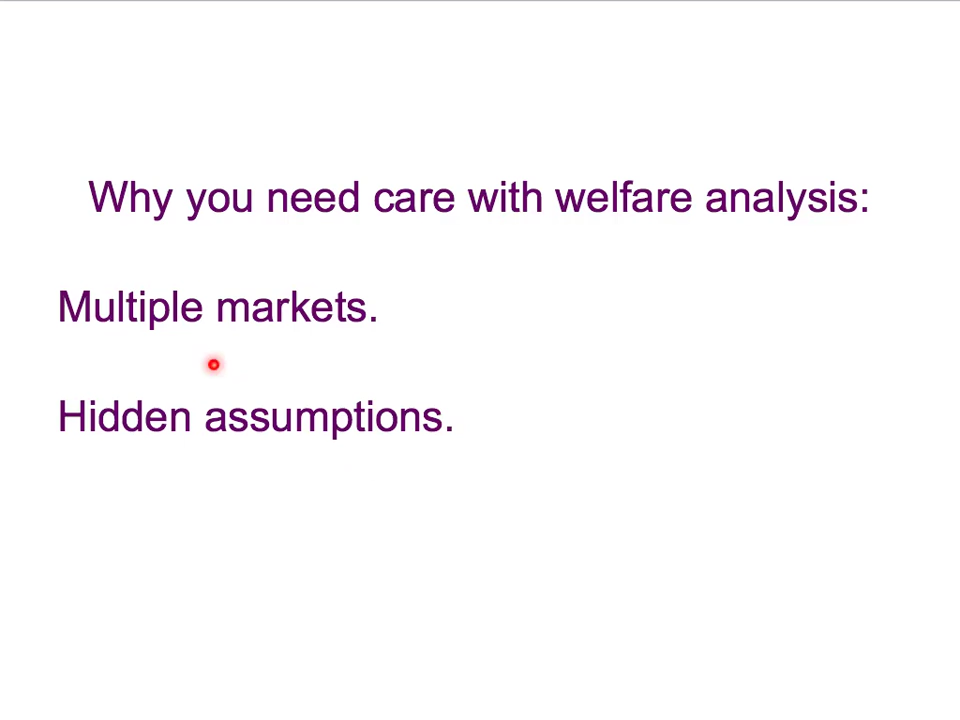 Why you need care with welfare analysis:
Multiple markets.
Hidden assumptions.